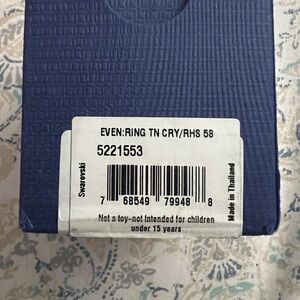 EVEN:RING TN CRY/RHS 58
5221553
Swarovski
7 68549 79948 8
Made in Thailand
Not a toy-not intended for children
under 15 years